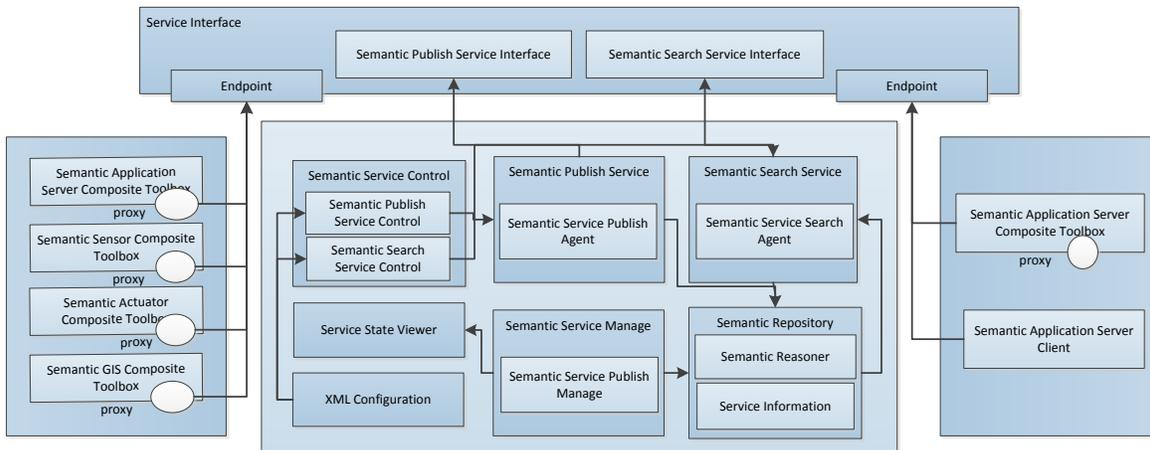 Service Interface
Semantic Publish Service Interface
Semantic Search Service Interface
Endpoint
Endpoint
Semantic Application
Server Composite Toolbox
proxy
Semantic Sensor Composite
Toolbox
proxy
Semantic Actuator
Composite Toolbox
proxy
Semantic GIS Composite
Toolbox
proxy
Semantic Service Control
Semantic Publish
Service Control
Semantic Search
Service Control
Semantic Publish Service
Semantic Service Publish
Agent
Semantic Search Service
Semantic Service Search
Agent
Service State Viewer
XML Configuration
Semantic Service Manage
Semantic Service Publish
Manage
Semantic Repository
Semantic Reasoner
Service Information
Semantic Application Server
Composite Toolbox
proxy
Semantic Application Server
Client